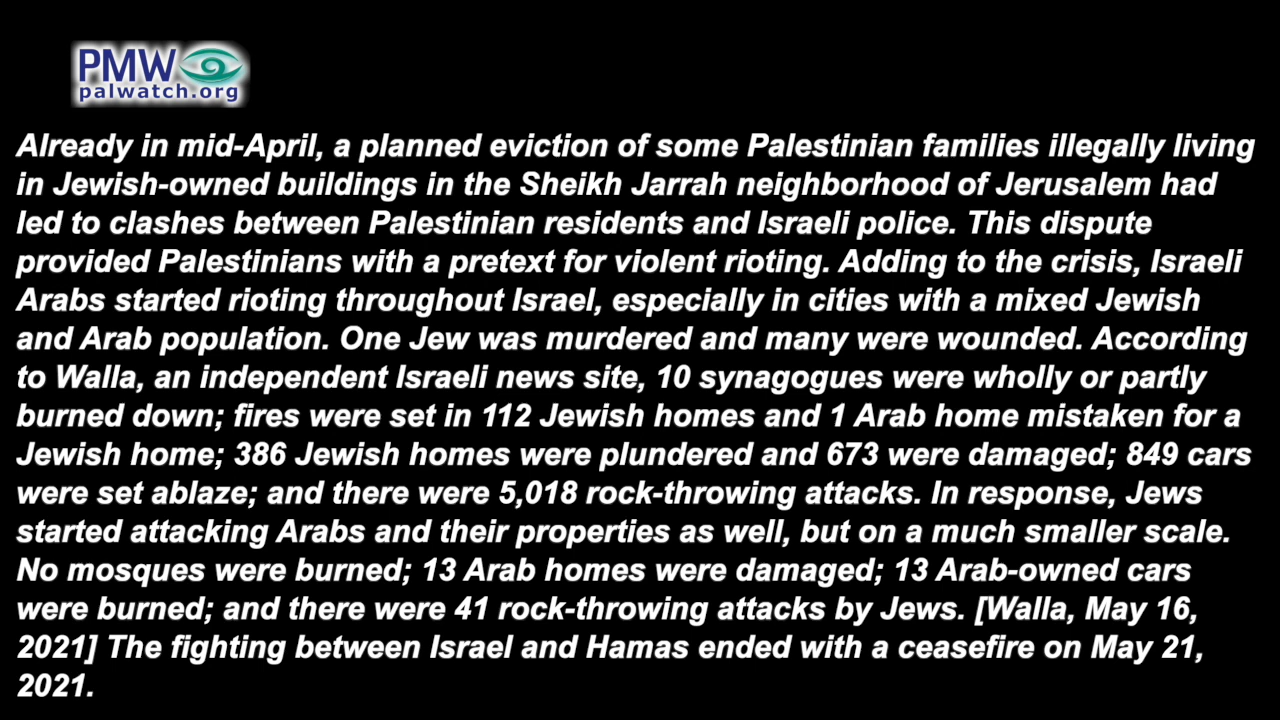 PMW
palwatch.org
Already in mid-April, a planned eviction of some Palestinian families illegally living
in Jewish-owned buildings in the Sheikh Jarrah neighborhood of Jerusalem had
led to clashes between Palestinian residents and Israeli police. This dispute
provided Palestinians with a pretext for violent rioting. Adding to the crisis, Israeli
Arabs started rioting throughout Israel, especially in cities with a mixed Jewish
and Arab population. One Jew was murdered and many were wounded. According
to Walla, an independent Israeli news site, 10 synagogues were wholly or partly
burned down; fires were set in 112 Jewish homes and 1 Arab home mistaken for a
Jewish home; 386 Jewish homes were plundered and 673 were damaged; 849 cars
were set ablaze; and there were 5,018 rock-throwing attacks. In response, Jews
started attacking Arabs and their properties as well, but on a much smaller scale.
No mosques were burned; 13 Arab homes were damaged; 13 Arab-owned cars
were burned; and there were 41 rock-throwing attacks by Jews. [Walla, May 16,
2021] The fighting between Israel and Hamas ended with a ceasefire on May 21,
2021.